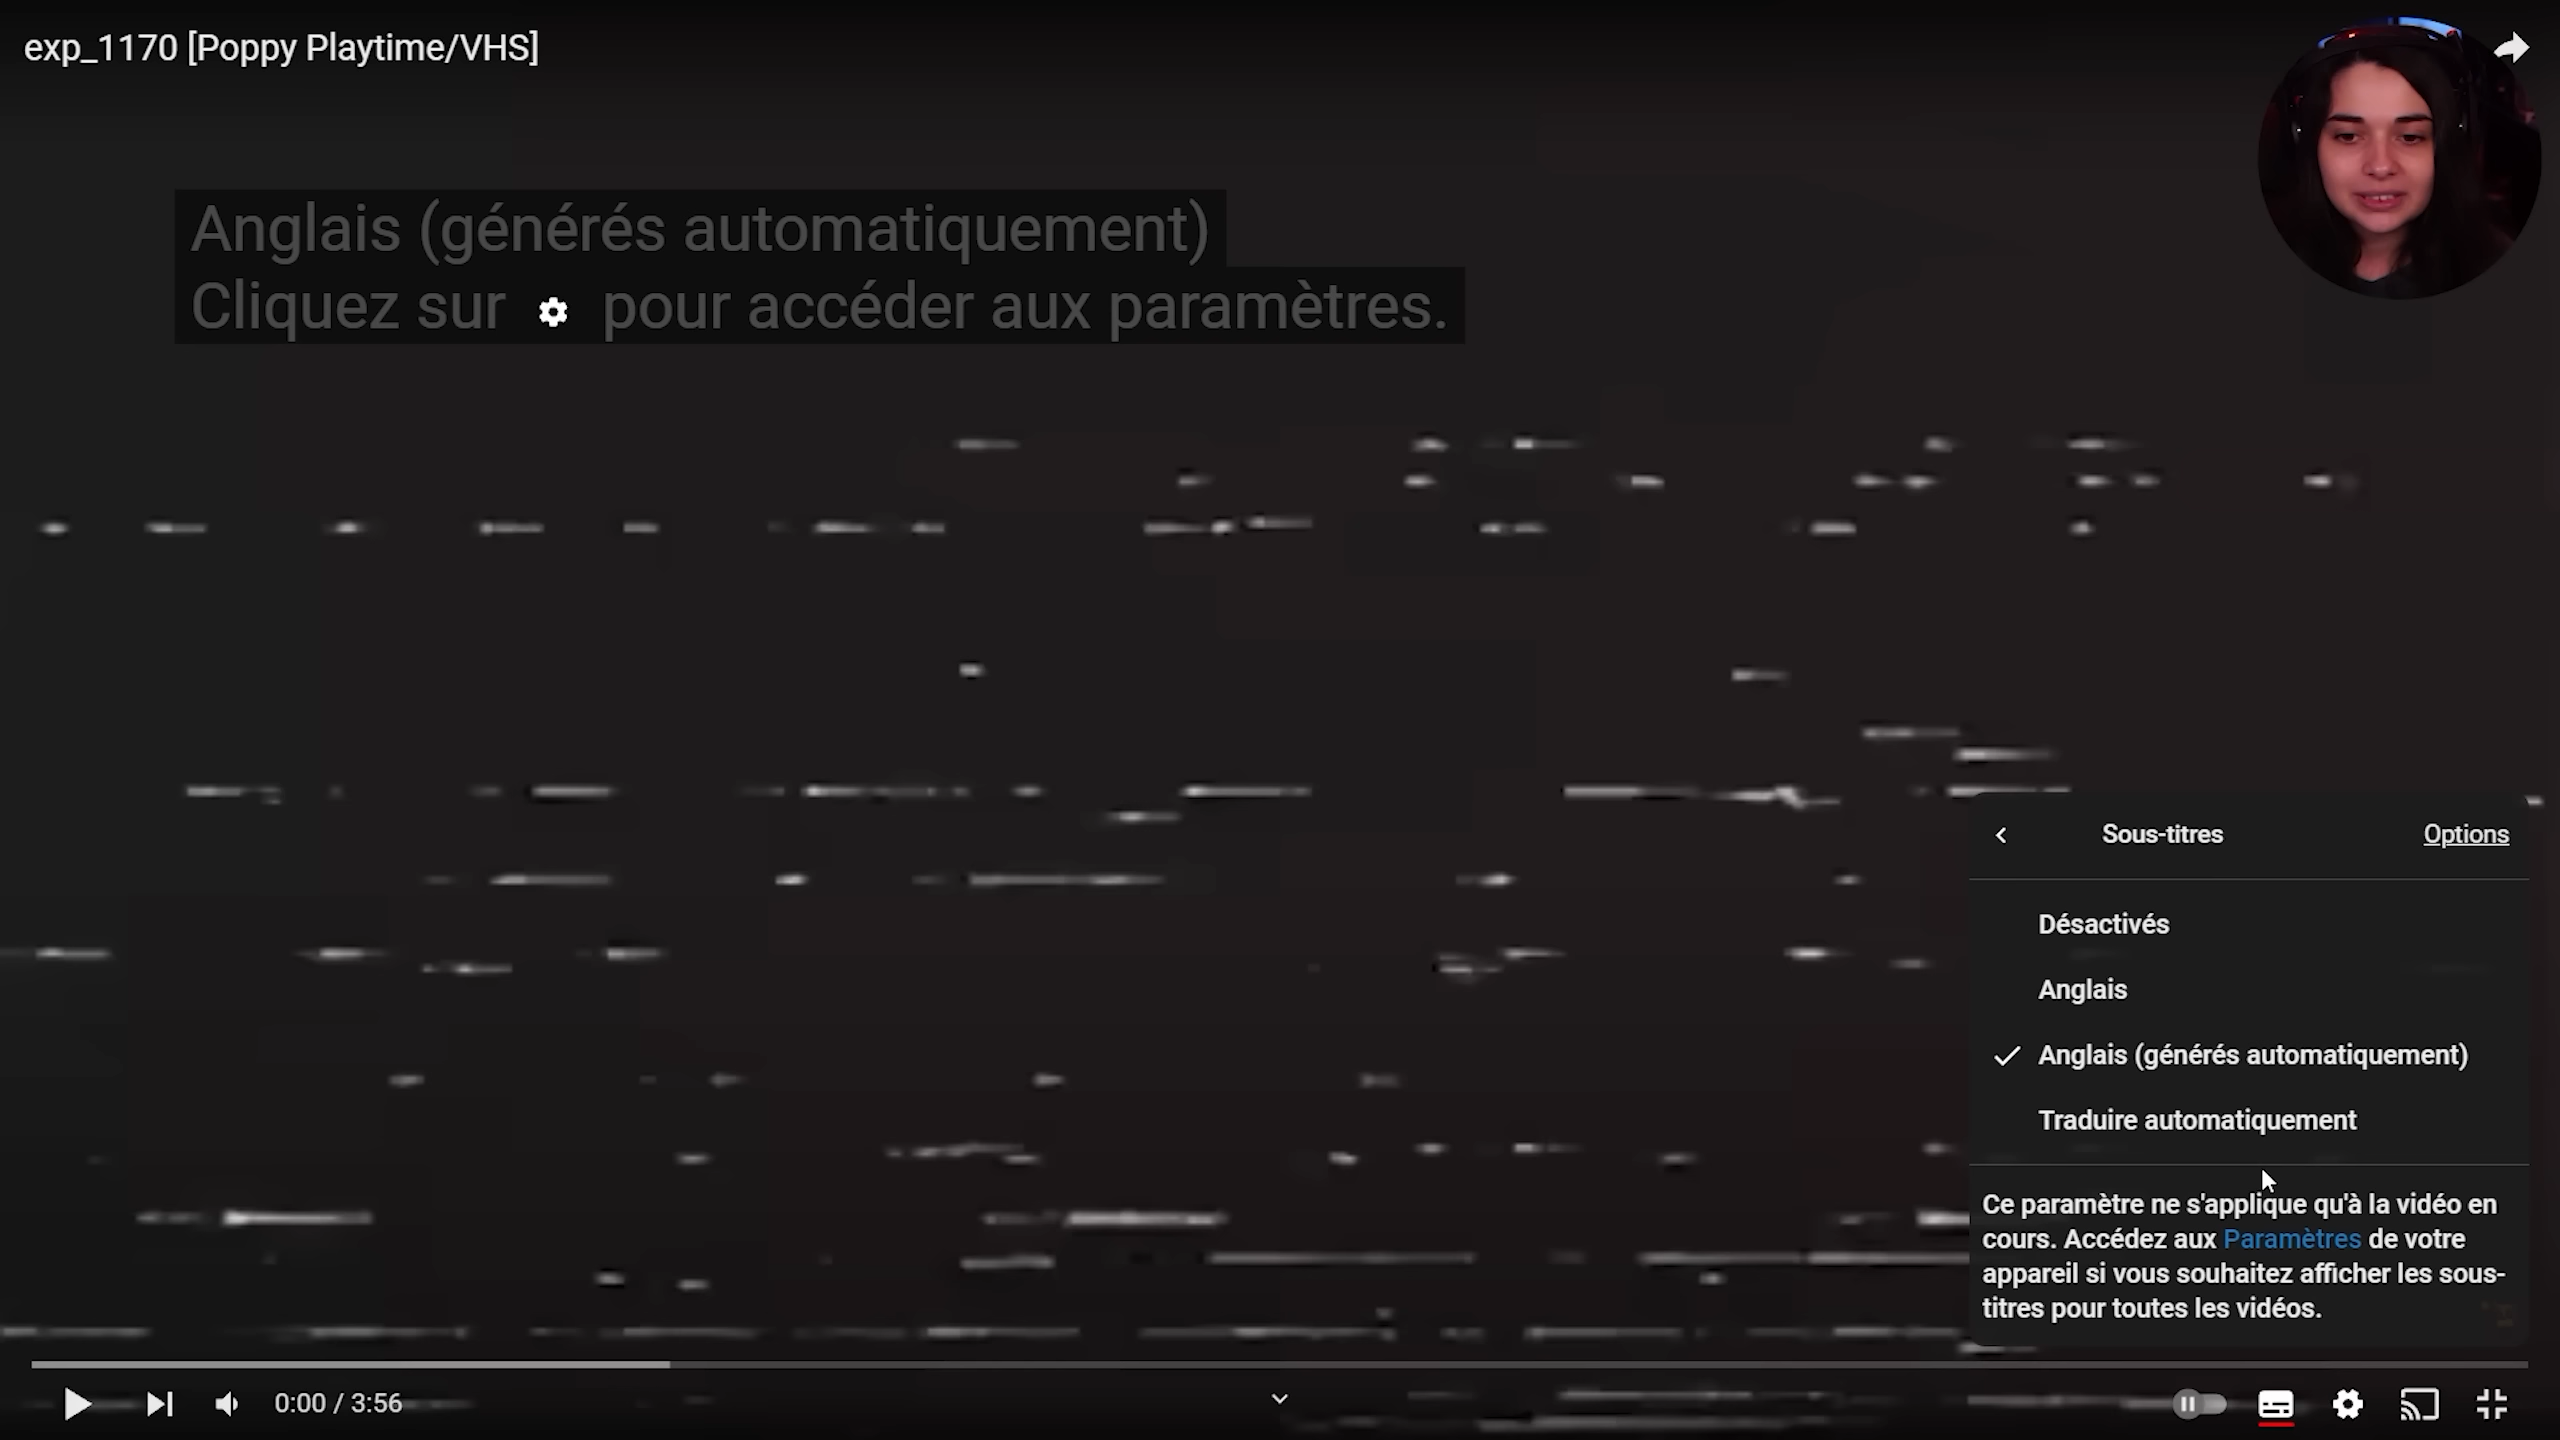 exp_1170 [Poppy Playtime/VHS]
Anglais (générés automatiquement)
Cliquez sur pour accéder aux paramètres.
Sous-titres
Options
Désactivés
Anglais
Anglais (générés automatiquement)
Traduire automatiquement
Ce paramètre ne s'applique qu'à la vidéo en
cours. Accédez aux Paramètres de votre
appareil si vous souhaitez afficher les sous-
titres pour toutes les vidéos.
0:00 / 3:56